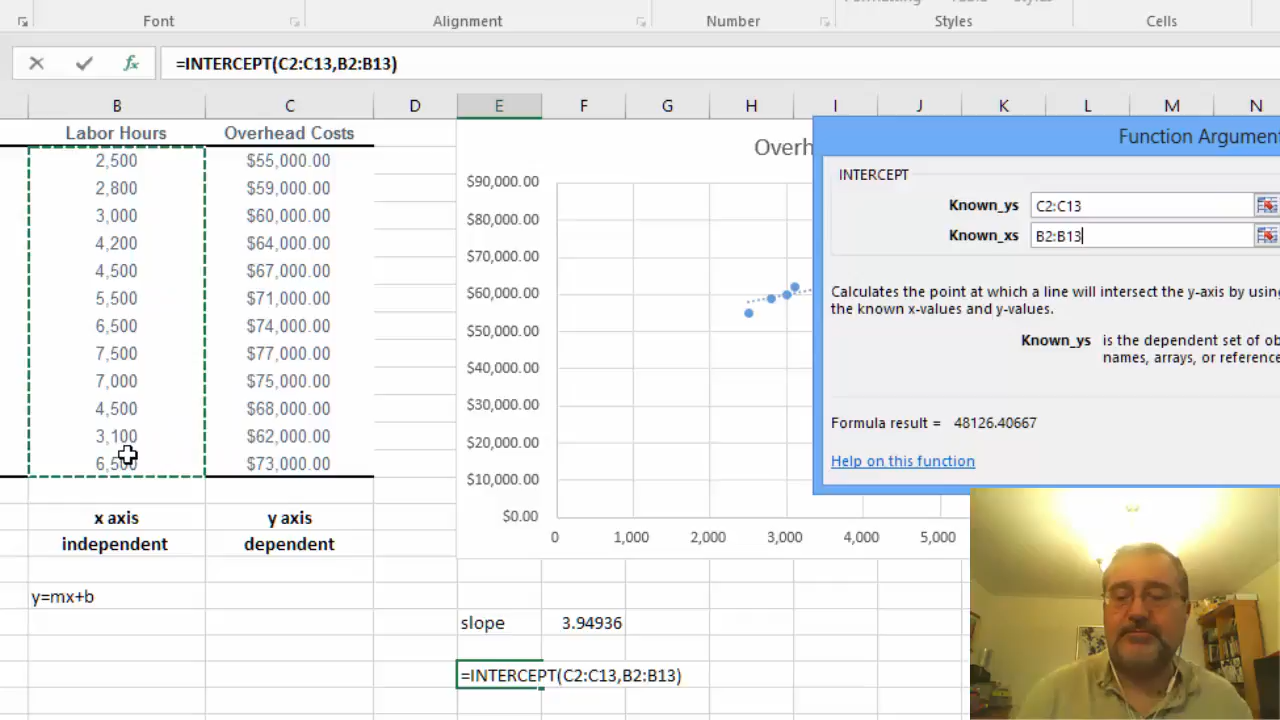 Font Alignment Number Styles Cells
fx =INTERCEPT(C2:C13,B2:B13)
B C D E F G H I J K L M N
Labor Hours Overhead Costs
2,500 $55,000.00
2,800 $59,000.00
3,000 $60,000.00
4,200 $64,000.00
4,500 $67,000.00
5,500 $71,000.00
6,500 $74,000.00
7,500 $77,000.00
7,000 $75,000.00
4,500 $68,000.00
3,100 $62,000.00
6,500 $73,000.00
x axis y axis
independent dependent
y=mx+b
Overh
$90,000.00
$80,000.00
$70,000.00
$60,000.00
$50,000.00
$40,000.00
$30,000.00
$20,000.00
$10,000.00
$0.00
0 1,000 2,000 3,000 4,000 5,000
slope 3.94936
=INTERCEPT(C2:C13,B2:B13)
Function Argumen
INTERCEPT
Known_ys C2:C13
Known_xs B2:B13
Calculates the point at which a line will intersect the y-axis by using
the known x-values and y-values.
Known_ys is the dependent set of ob
names, arrays, or reference
Formula result = 48126.40667
Help on this function